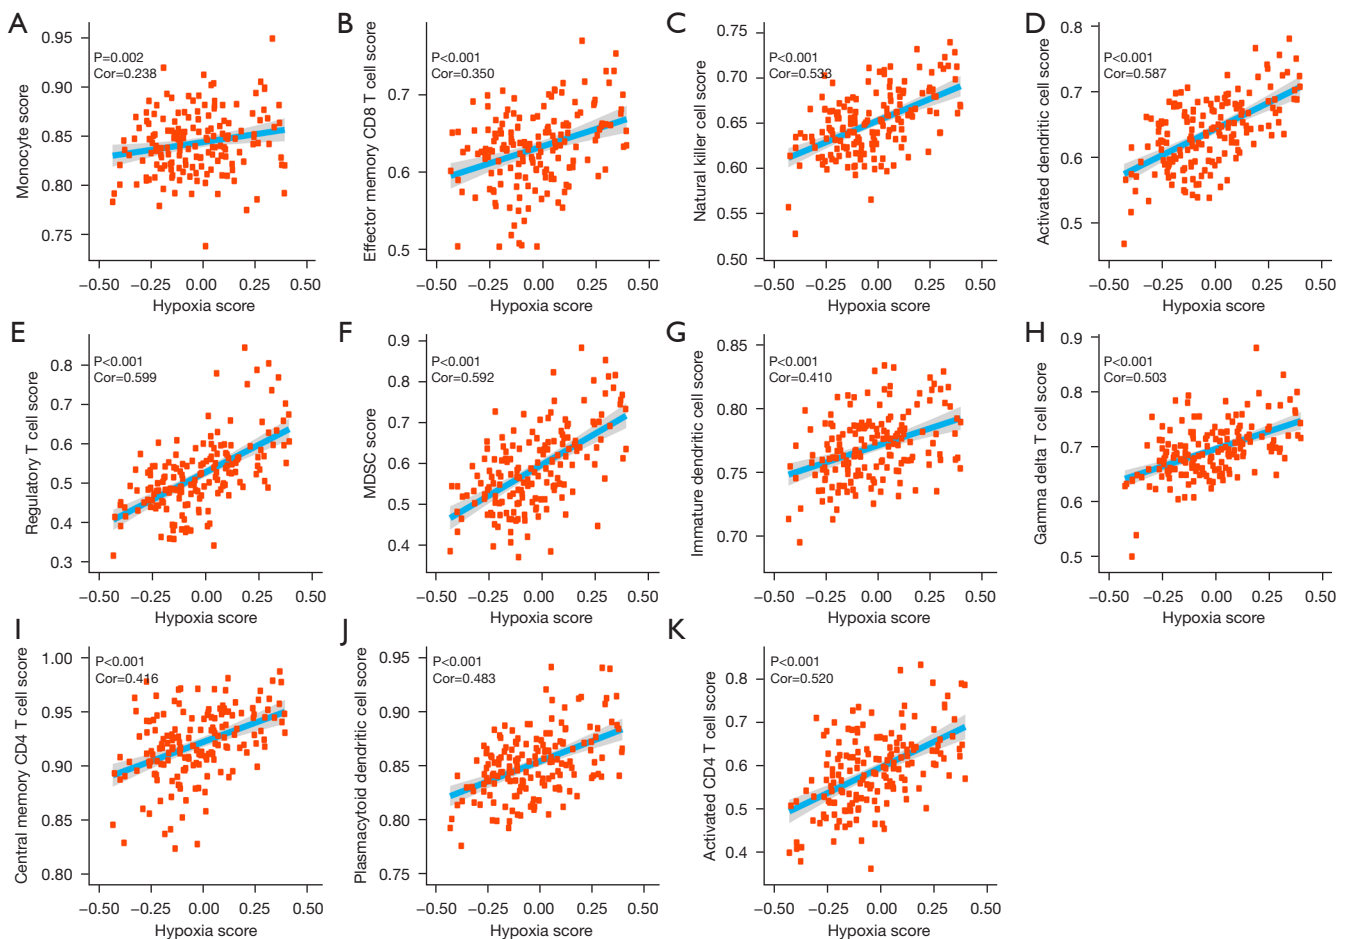 A
Monocyte score
P=0.002
Cor=0.238
0.95
0.90
0.85
0.80
0.75
−0.50 −0.25 0.00 0.25 0.50
Hypoxia score
B
Effector memory CD8 T cell score
P<0.001
Cor=0.350
0.7
0.6
0.5
−0.50 −0.25 0.00 0.25 0.50
Hypoxia score
C
Natural killer cell score
P<0.001
Cor=0.533
0.75
0.70
0.65
0.60
0.55
0.50
−0.50 −0.25 0.00 0.25 0.50
Hypoxia score
D
Activated dendritic cell score
P<0.001
Cor=0.587
0.8
0.7
0.6
0.5
−0.50 −0.25 0.00 0.25 0.50
Hypoxia score
E
Regulatory T cell score
P<0.001
Cor=0.599
0.8
0.7
0.6
0.5
0.4
0.3
−0.50 −0.25 0.00 0.25 0.50
Hypoxia score
F
MDSC score
P<0.001
Cor=0.592
0.9
0.8
0.7
0.6
0.5
0.4
−0.50 −0.25 0.00 0.25 0.50
Hypoxia score
G
Immature dendritic cell score
P<0.001
Cor=0.410
0.85
0.80
0.75
0.70
−0.50 −0.25 0.00 0.25 0.50
Hypoxia score
H
Gamma delta T cell score
P<0.001
Cor=0.503
0.9
0.8
0.7
0.6
0.5
−0.50 −0.25 0.00 0.25 0.50
Hypoxia score
I
Central memory CD4 T cell score
P<0.001
Cor=0.416
1.00
0.95
0.90
0.85
0.80
−0.50 −0.25 0.00 0.25 0.50
Hypoxia score
J
Plasmacytoid dendritic cell score
P<0.001
Cor=0.483
0.95
0.90
0.85
0.80
0.75
−0.50 −0.25 0.00 0.25 0.50
Hypoxia score
K
Activated CD4 T cell score
P<0.001
Cor=0.520
0.8
0.7
0.6
0.5
0.4
−0.50 −0.25 0.00 0.25 0.50
Hypoxia score